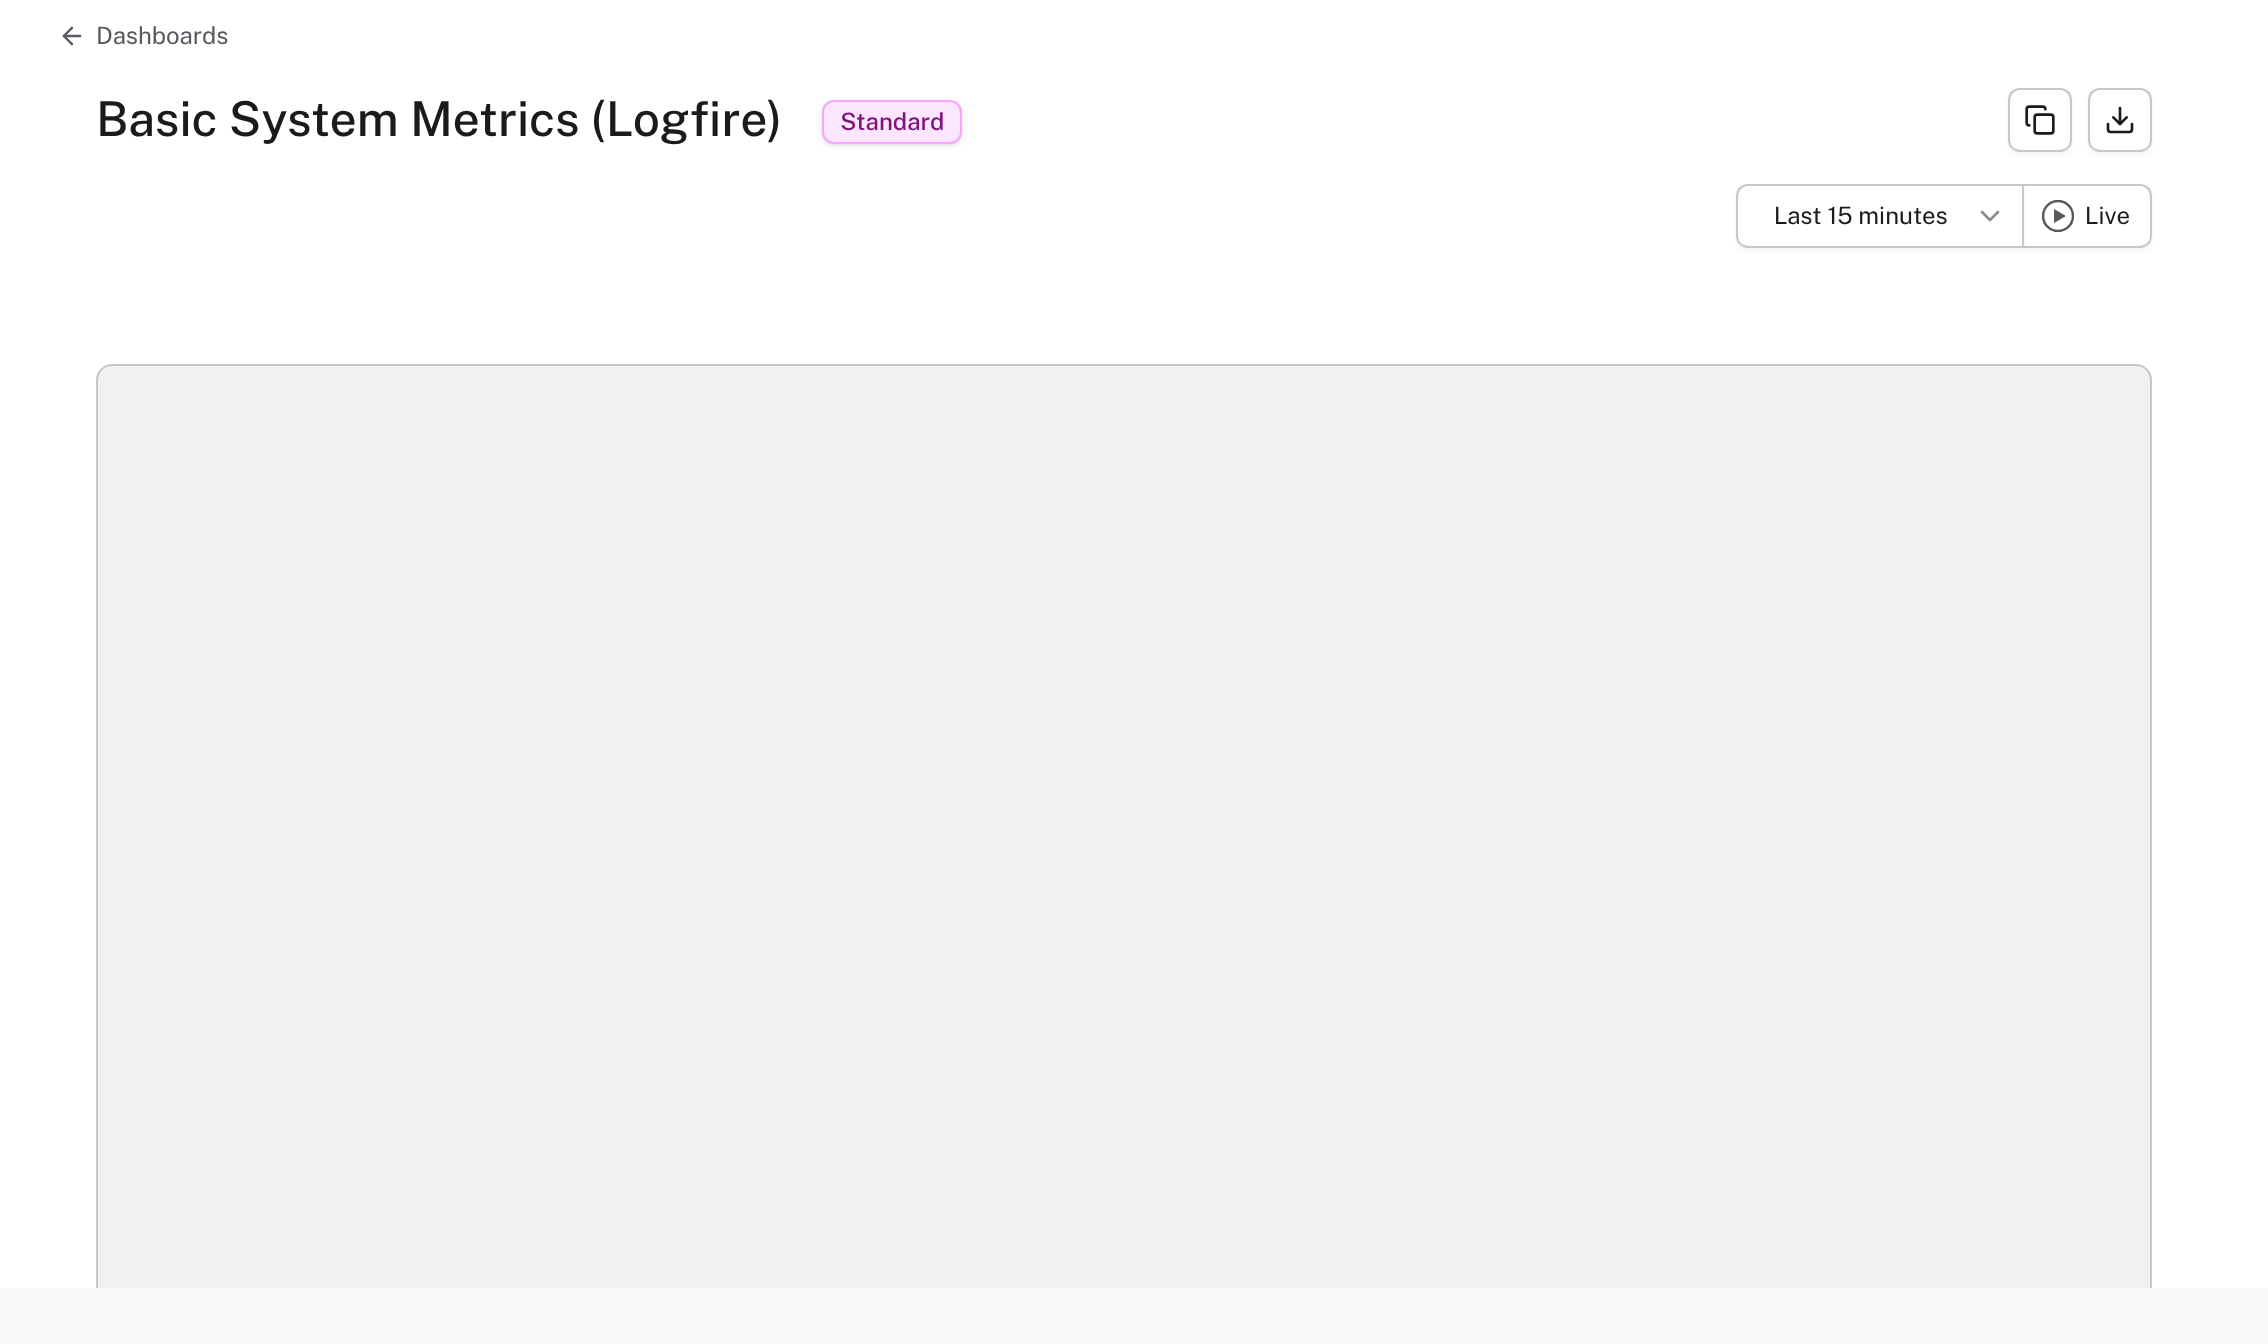 Dashboards
Basic System Metrics (Logfire)
Standard
Last 15 minutes
Live